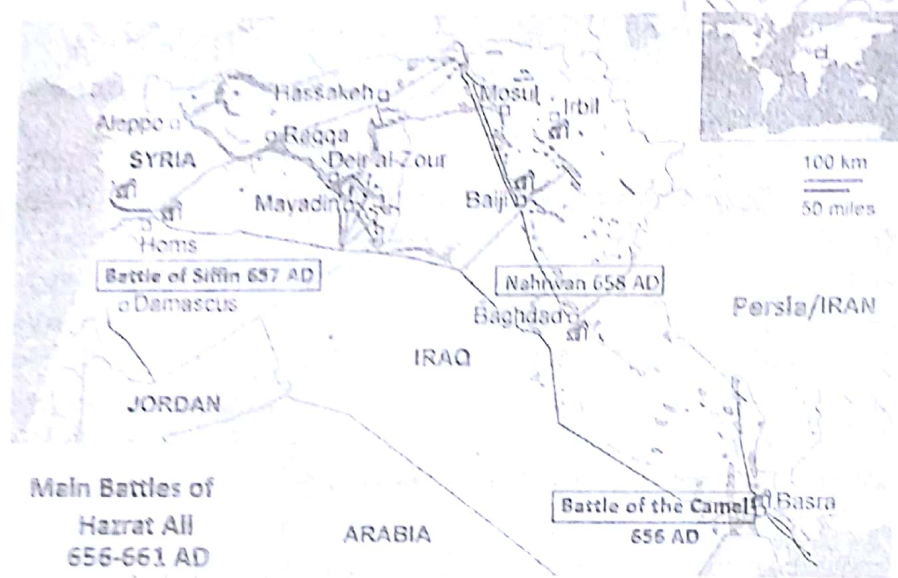 Hassakeh
Mosul
Irbil
Aleppo
Raqqa
100 km
SYRIA
Deir al-Zour
50 miles
Mayadin
Baiji
Homs
Battle of Siffin 657 AD
Nahrwan 658 AD
Damascus
Baghdad
Persia/IRAN
IRAQ
JORDAN
Main Battles of
Hazrat Ali
656-661 AD
Battle of the Camel
Basra
656 AD
ARABIA